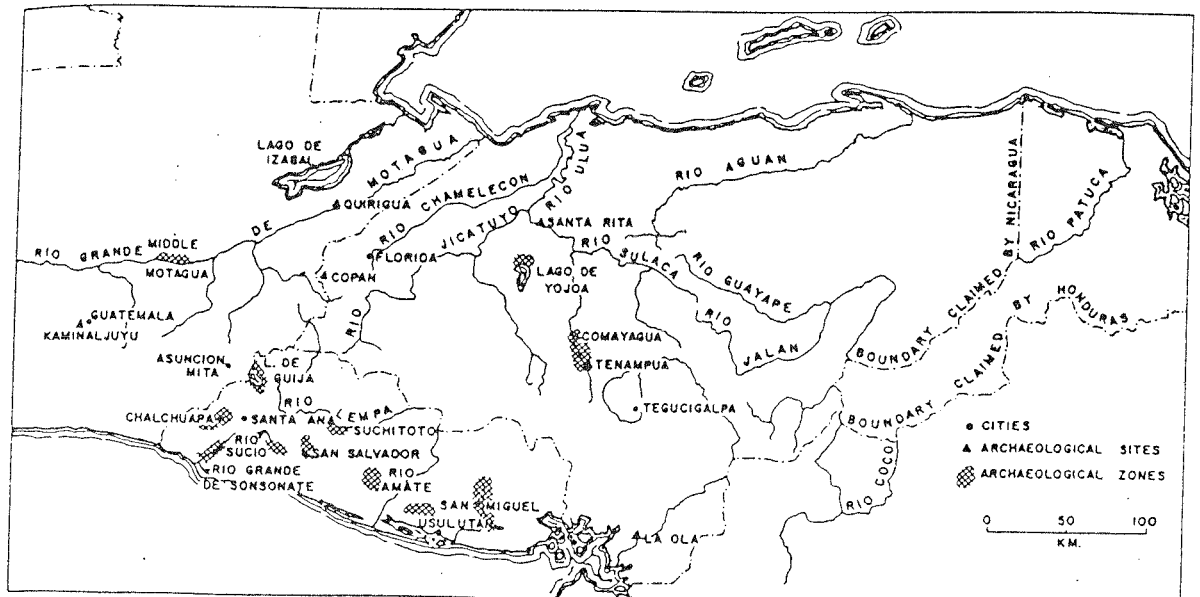 LAGO DE
IZABAL
MOTAGUA
DE
RÍO GRANDE
MIDDLE
MOTAGUA
QUIRIGUA
RIO CHAMELECON
RIO ULUA
JICATUYO
RIO
FLORIDA
COPAN
SANTA RITA
RIO
SULACA
LAGO DE
YOJOA
RIO AGUAN
RIO GUAYAPE
RIO
JALAN
BOUNDARY CLAIMED BY NICARAGUA
RIO PATUCA
BOUNDARY CLAIMED BY HONDURAS
GUATEMALA
KAMINALJUYU
ASUNCION
MITA
L. DE
GUIJA
COMAYAGUA
TENAMPUA
TEGUCIGALPA
RIO
LEMPA
CHALCHUAPA
SANTA ANA
SUCHITOTO
RIO
SUCIO
SAN SALVADOR
RIO GRANDE
DE SONSONATE
RIO
AMATE
SAN MIGUEL
USULUTAN
LA OLA
RIO COCO
CITIES
ARCHAEOLOGICAL SITES
ARCHAEOLOGICAL ZONES
0 50 100
KM.